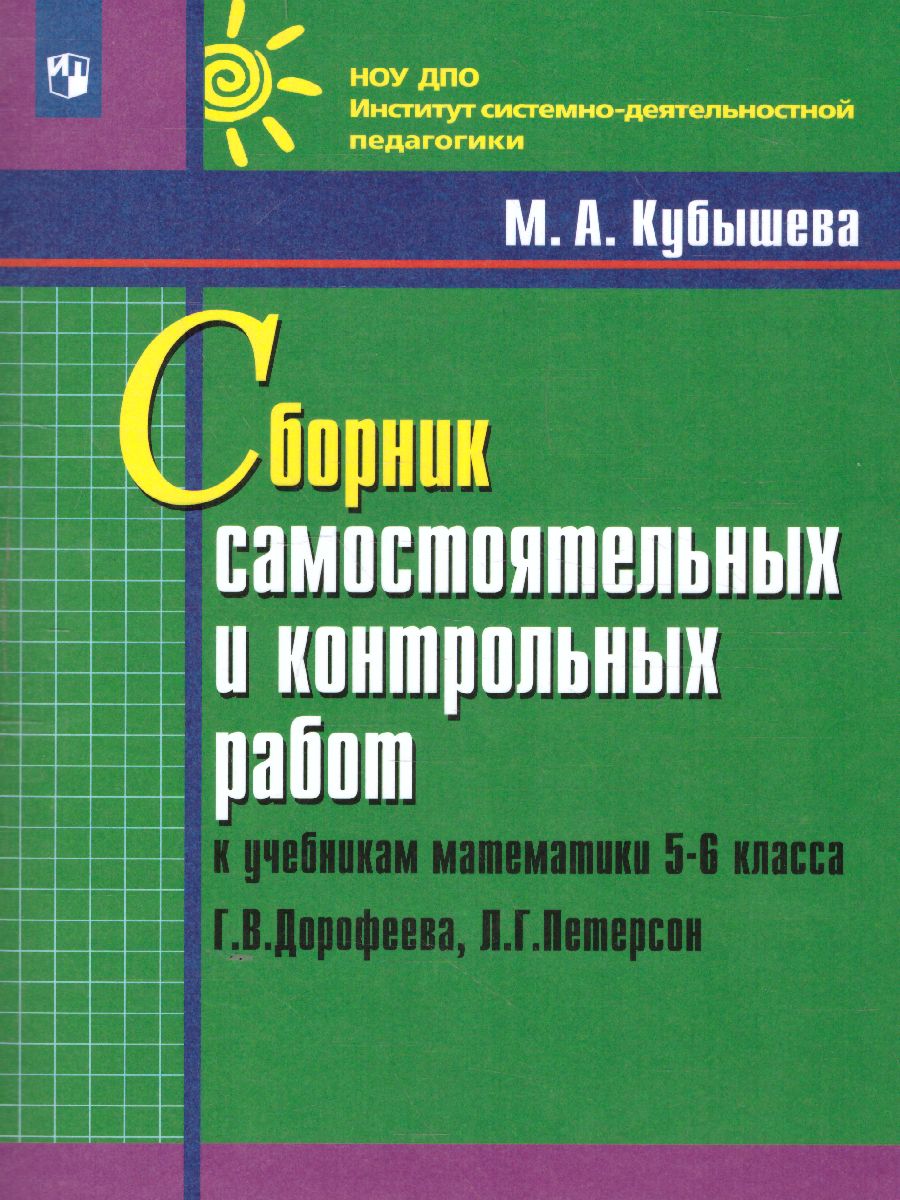 ИП
НОУ ДПО
Институт системно-деятельностной
педагогики
М. А. Кубышева
Сборник
самостоятельных
и контрольных
работ
к учебникам математики 5-6 класса
Г.В.Дорофеева, Л.Г.Петерсон